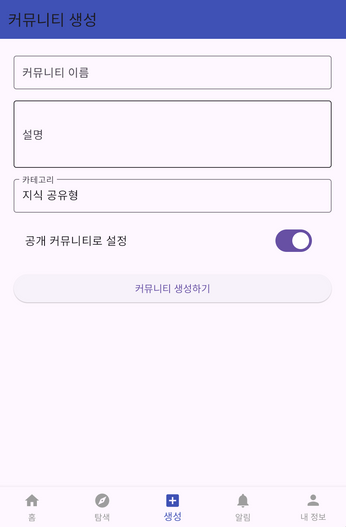 커뮤니티 생성
커뮤니티 이름
설명
카테고리
지식 공유형
공개 커뮤니티로 설정
커뮤니티 생성하기
홈
탐색
생성
알림
내 정보